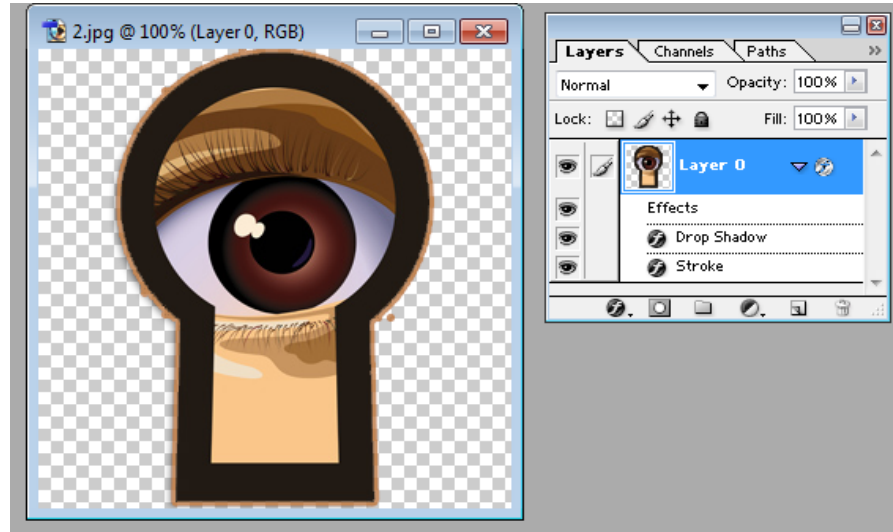 2.jpg @ 100% (Layer 0, RGB)
Layers Channels Paths
Normal Opacity: 100%
Lock: Fill: 100%
Layer 0
Effects
Drop Shadow
Stroke